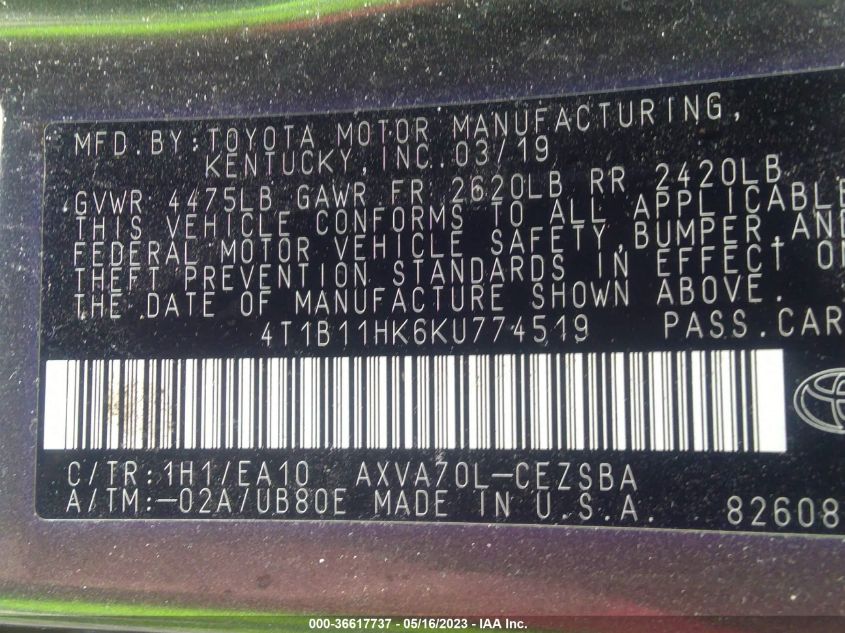 MFD.BY:TOYOTA MOTOR MANUFACTURING,
KENTUCKY,INC.03/19
GVWR 4475LB GAWR FR 2620LB RR 2420LB
THIS VEHICLE CONFORMS TO ALL APPLICABLE
FEDERAL MOTOR VEHICLE SAFETY,BUMPER,AND
THEFT PREVENTION STANDARDS IN EFFECT
THE DATE OF MANUFACTURE SHOWN ABOVE.
4T1B11HK6KU774519 PASS.CAR
C/TR:1H1/EA10 AXVA70L-CEZSBA
A/TM:-02A/UB80E MADE IN U.S.A. 82608
000-36617737 - 05/16/2023 - IAA Inc.